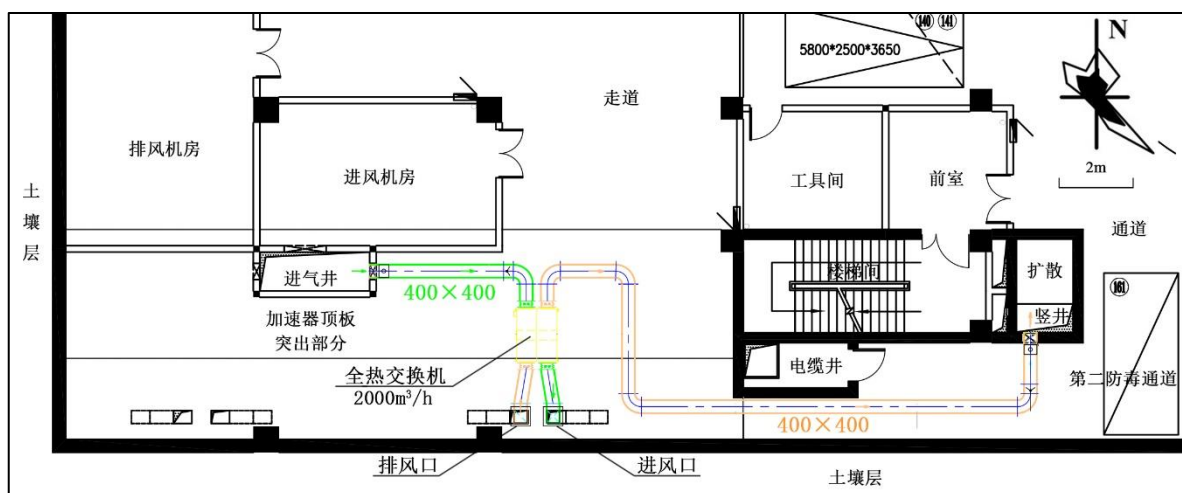 140 141
5800*2500*3650
N
走道
排风机房
进风机房
工具间
前室
2m
土壤层
通道
进气井
400×400
楼梯间
扩散
竖井
161
加速器顶板
突出部分
全热交换机
2000m³/h
电缆井
第二防毒通道
400×400
排风口
进风口
土壤层